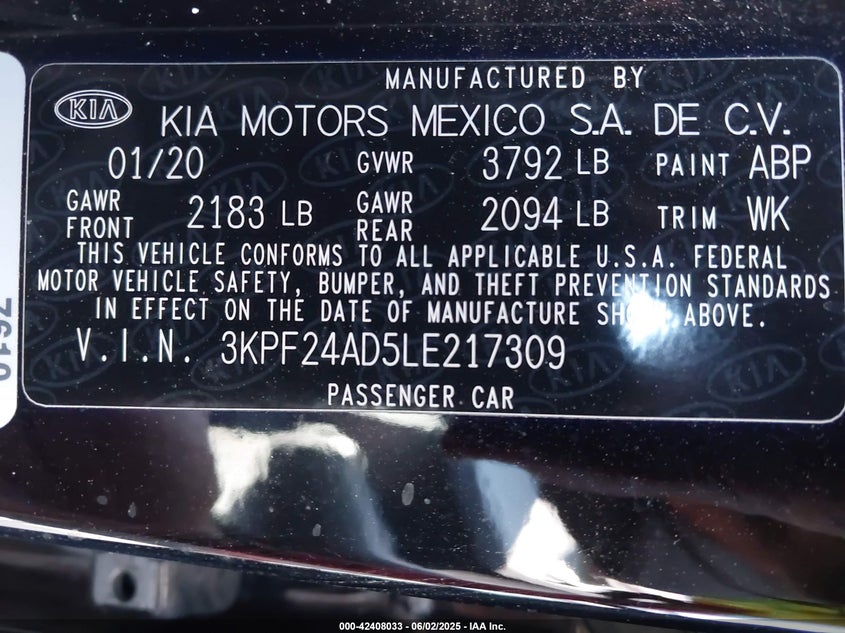 MANUFACTURED BY
KIA KIA MOTORS MEXICO S.A. DE C.V.
01/20 GVWR 3792 LB PAINT ABP
GAWR FRONT 2183 LB GAWR REAR 2094 LB TRIM WK
THIS VEHICLE CONFORMS TO ALL APPLICABLE U.S.A. FEDERAL
MOTOR VEHICLE SAFETY, BUMPER, AND THEFT PREVENTION STANDARDS
IN EFFECT ON THE DATE OF MANUFACTURE SHOWN ABOVE.
V.I.N. 3KPF24AD5LE217309
PASSENGER CAR
000-42408033 - 06/02/2025 - IAA Inc.